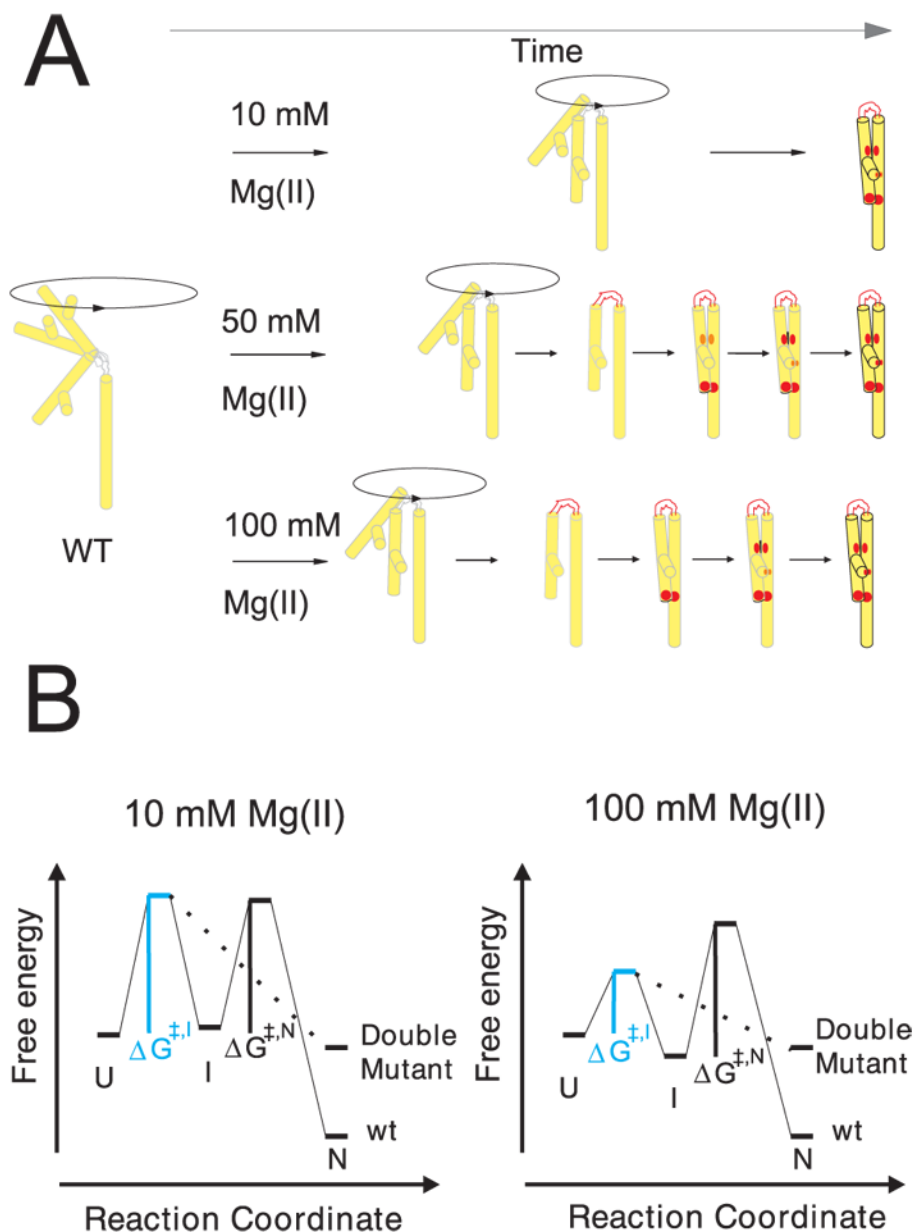 A
Time
10 mM
Mg(II)
50 mM
Mg(II)
WT
100 mM
Mg(II)
B
10 mM Mg(II)
100 mM Mg(II)
Free energy
U
ΔG‡,I
I
ΔG‡,N
Double
Mutant
wt
N
Reaction Coordinate
Free energy
U
ΔG‡,I
I
ΔG‡,N
Double
Mutant
wt
N
Reaction Coordinate